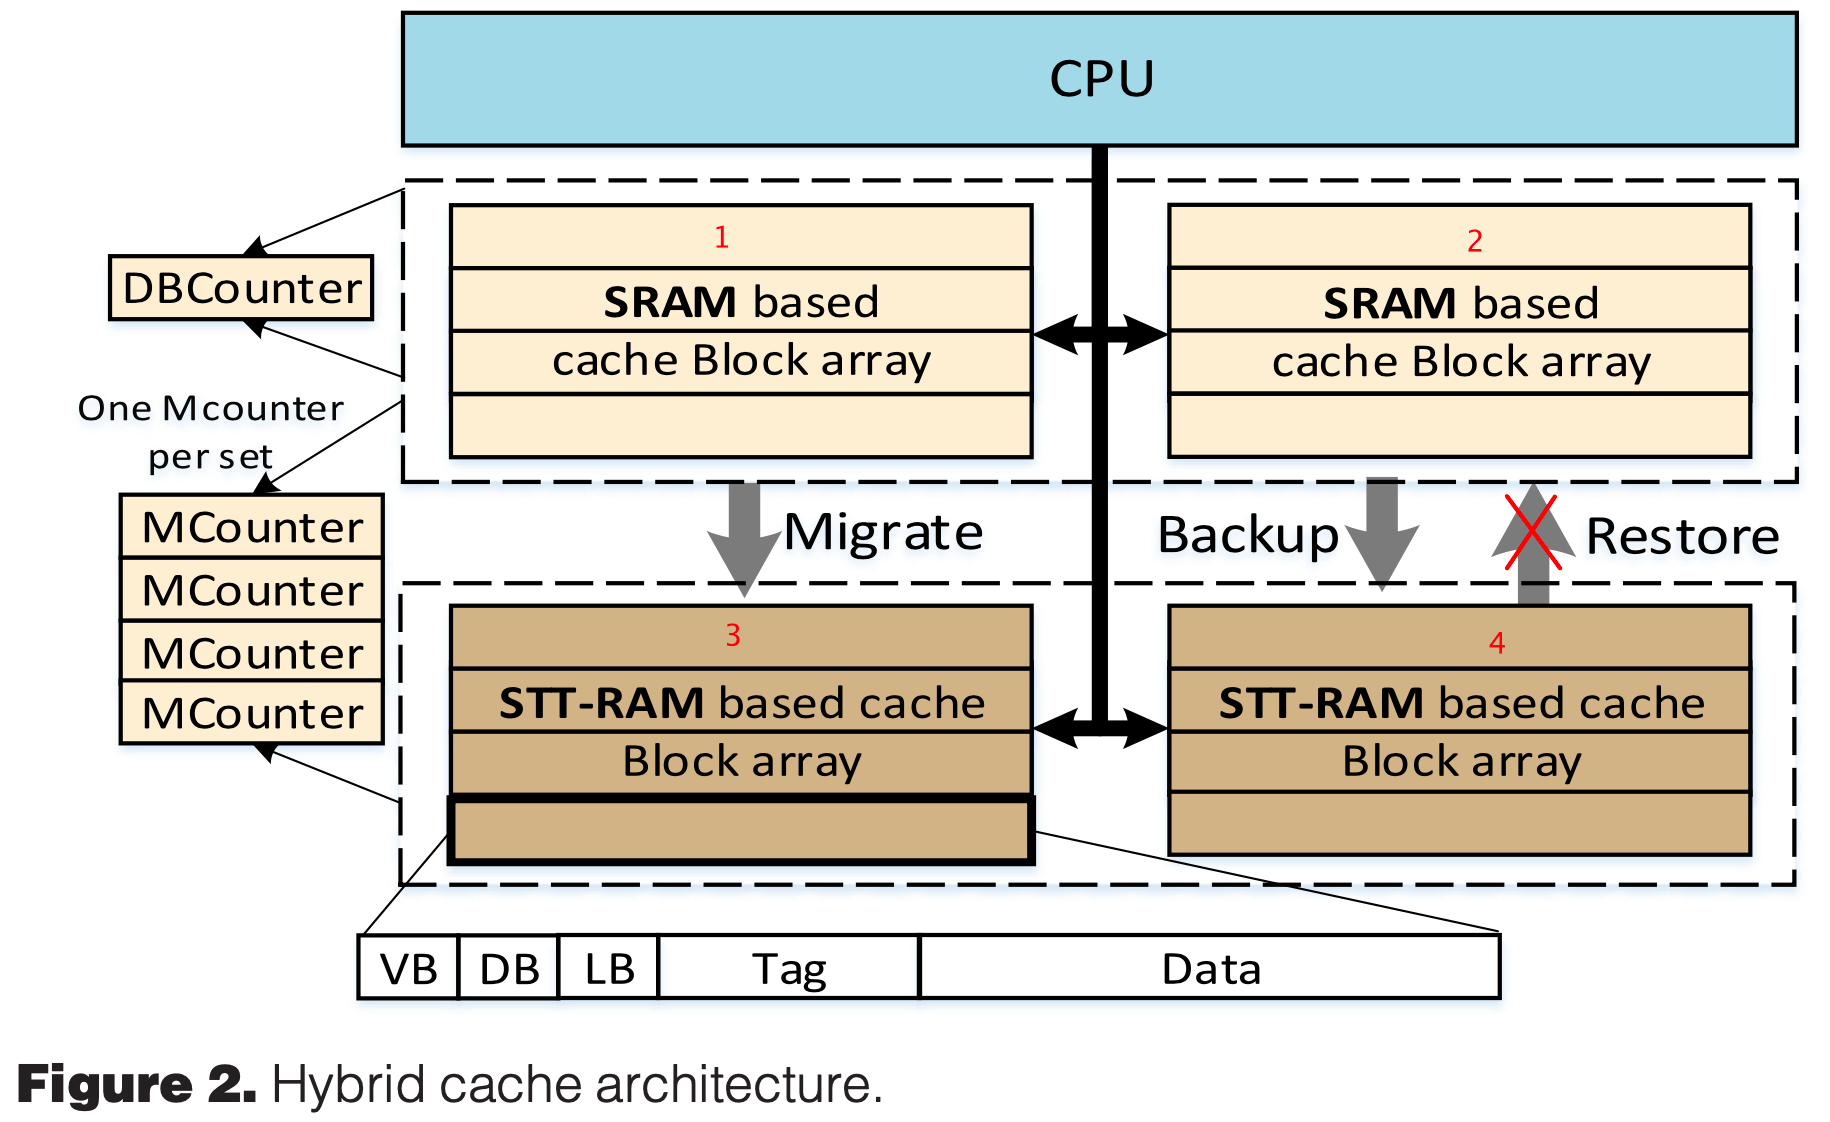 CPU
1
SRAM based
cache Block array
2
SRAM based
cache Block array
DBCounter
One Mcounter
per set
MCounter
MCounter
MCounter
MCounter
Migrate
Backup
Restore
3
STT-RAM based cache
Block array
4
STT-RAM based cache
Block array
VB DB LB Tag Data
Figure 2. Hybrid cache architecture.